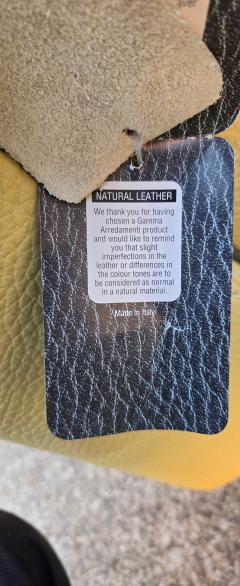 NATURAL LEATHER
We thank you for having
chosen a Gamma
Arredamenti product
and would like to remind
you that slight
imperfections in the
leather or differences in
the colour tones are to
be considered as normal
in a natural material.
Made in Italy